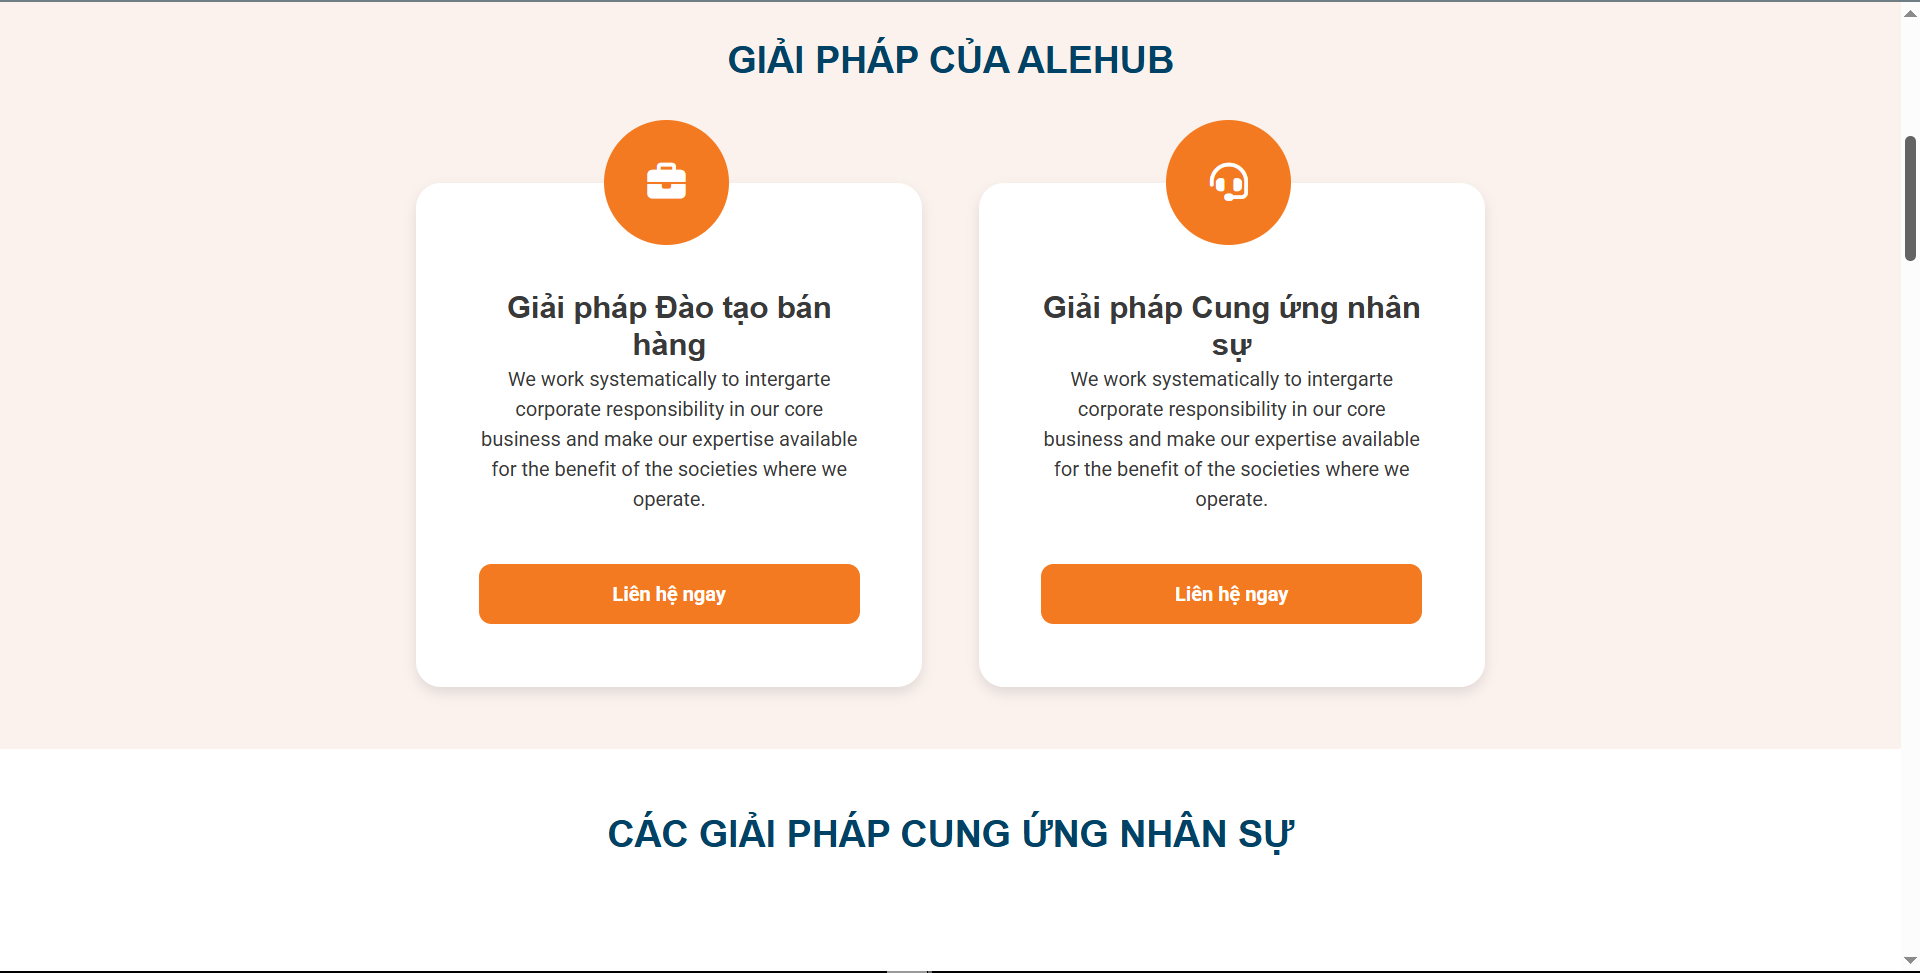 GIẢI PHÁP CỦA ALEHUB
Giải pháp Đào tạo bán
hàng
We work systematically to intergarte
corporate responsibility in our core
business and make our expertise available
for the benefit of the societies where we
operate.
Liên hệ ngay
Giải pháp Cung ứng nhân
sự
We work systematically to intergarte
corporate responsibility in our core
business and make our expertise available
for the benefit of the societies where we
operate.
Liên hệ ngay
CÁC GIẢI PHÁP CUNG ỨNG NHÂN SỰ